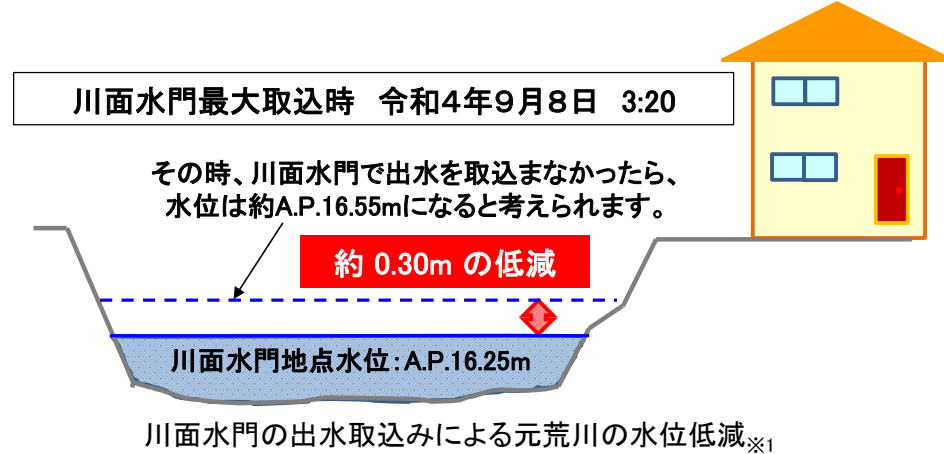 川面水門最大取込時　令和4年9月8日　3:20
その時、川面水門で出水を取込まなかったら、
水位は約A.P.16.55mになると考えられます。
約 0.30m の低減
川面水門地点水位：A.P.16.25m
川面水門の出水取込みによる元荒川の水位低減※1